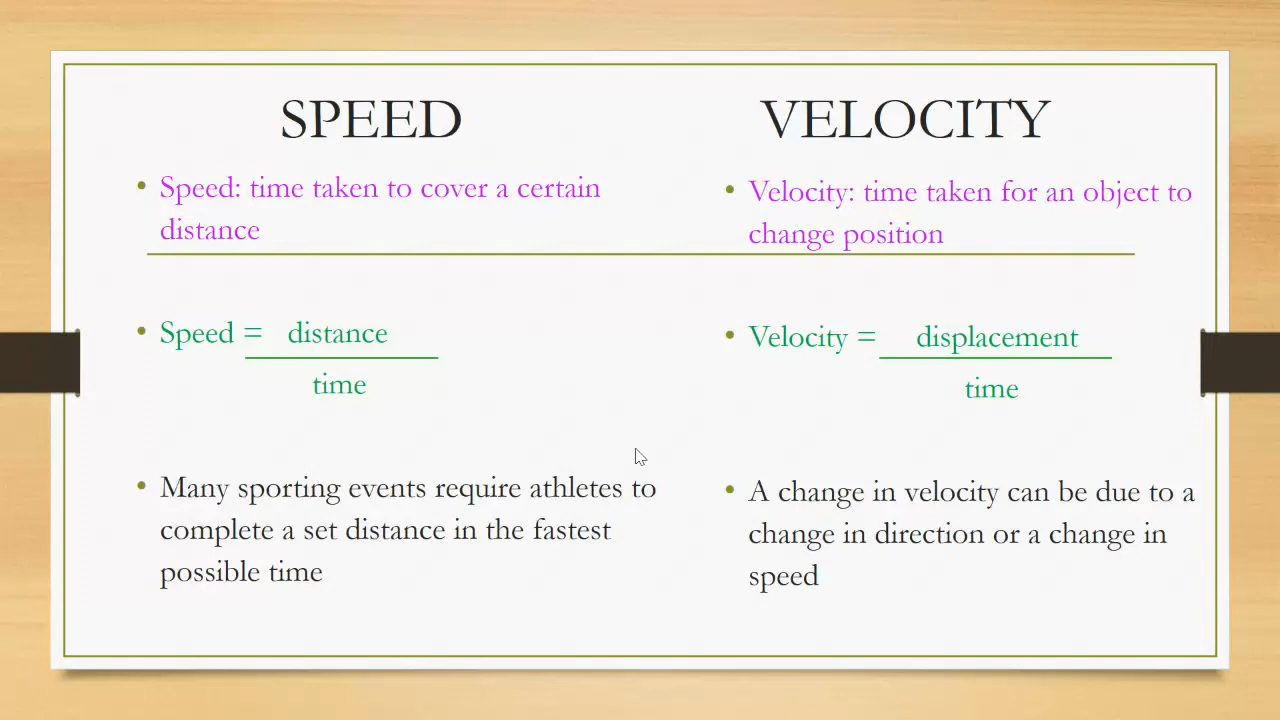 SPEED
• Speed: time taken to cover a certain
distance
• Speed = distance
time
• Many sporting events require athletes to
complete a set distance in the fastest
possible time
VELOCITY
• Velocity: time taken for an object to
change position
• Velocity = displacement
time
• A change in velocity can be due to a
change in direction or a change in
speed